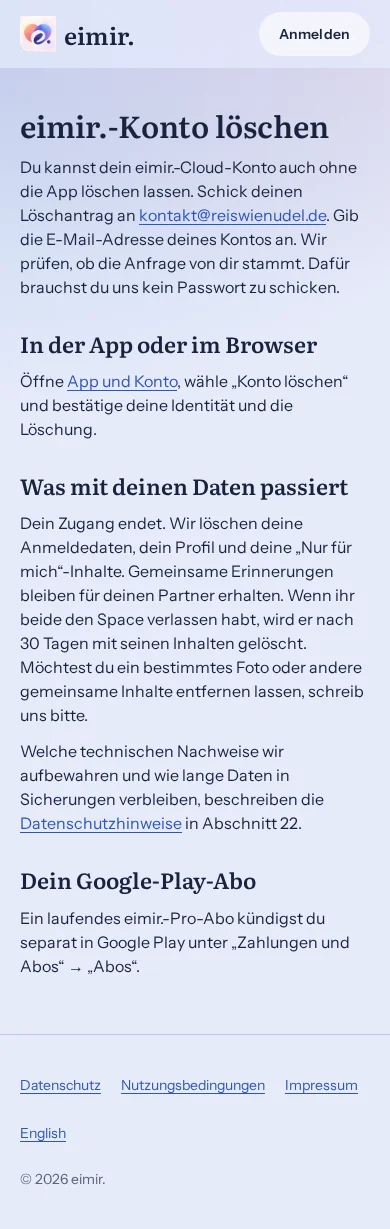 eimir.
Anmelden
eimir.-Konto löschen
Du kannst dein eimir.-Cloud-Konto auch ohne
die App löschen lassen. Schick deinen
Löschantrag an kontakt@reiswienudel.de. Gib
die E-Mail-Adresse deines Kontos an. Wir
prüfen, ob die Anfrage von dir stammt. Dafür
brauchst du uns kein Passwort zu schicken.
In der App oder im Browser
Öffne App und Konto, wähle „Konto löschen“
und bestätige deine Identität und die
Löschung.
Was mit deinen Daten passiert
Dein Zugang endet. Wir löschen deine
Anmeldedaten, dein Profil und deine „Nur für
mich“-Inhalte. Gemeinsame Erinnerungen
bleiben für deinen Partner erhalten. Wenn ihr
beide den Space verlassen habt, wird er nach
30 Tagen mit seinen Inhalten gelöscht.
Möchtest du ein bestimmtes Foto oder andere
gemeinsame Inhalte entfernen lassen, schreib
uns bitte.
Welche technischen Nachweise wir
aufbewahren und wie lange Daten in
Sicherungen verbleiben, beschreiben die
Datenschutzhinweise in Abschnitt 22.
Dein Google-Play-Abo
Ein laufendes eimir.-Pro-Abo kündigst du
separat in Google Play unter „Zahlungen und
Abos“ → „Abos“.
Datenschutz Nutzungsbedingungen Impressum
English
© 2026 eimir.